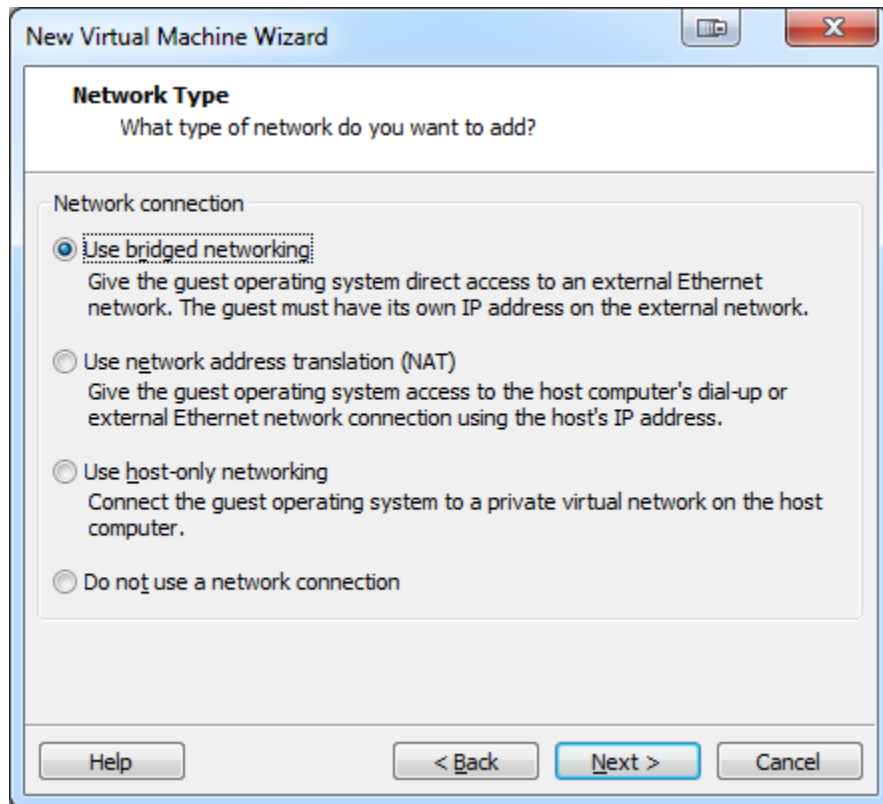 New Virtual Machine Wizard
Network Type
What type of network do you want to add?
Network connection
Use bridged networking
Give the guest operating system direct access to an external Ethernet
network. The guest must have its own IP address on the external network.
Use network address translation (NAT)
Give the guest operating system access to the host computer's dial-up or
external Ethernet network connection using the host's IP address.
Use host-only networking
Connect the guest operating system to a private virtual network on the host
computer.
Do not use a network connection
Help
< Back
Next >
Cancel